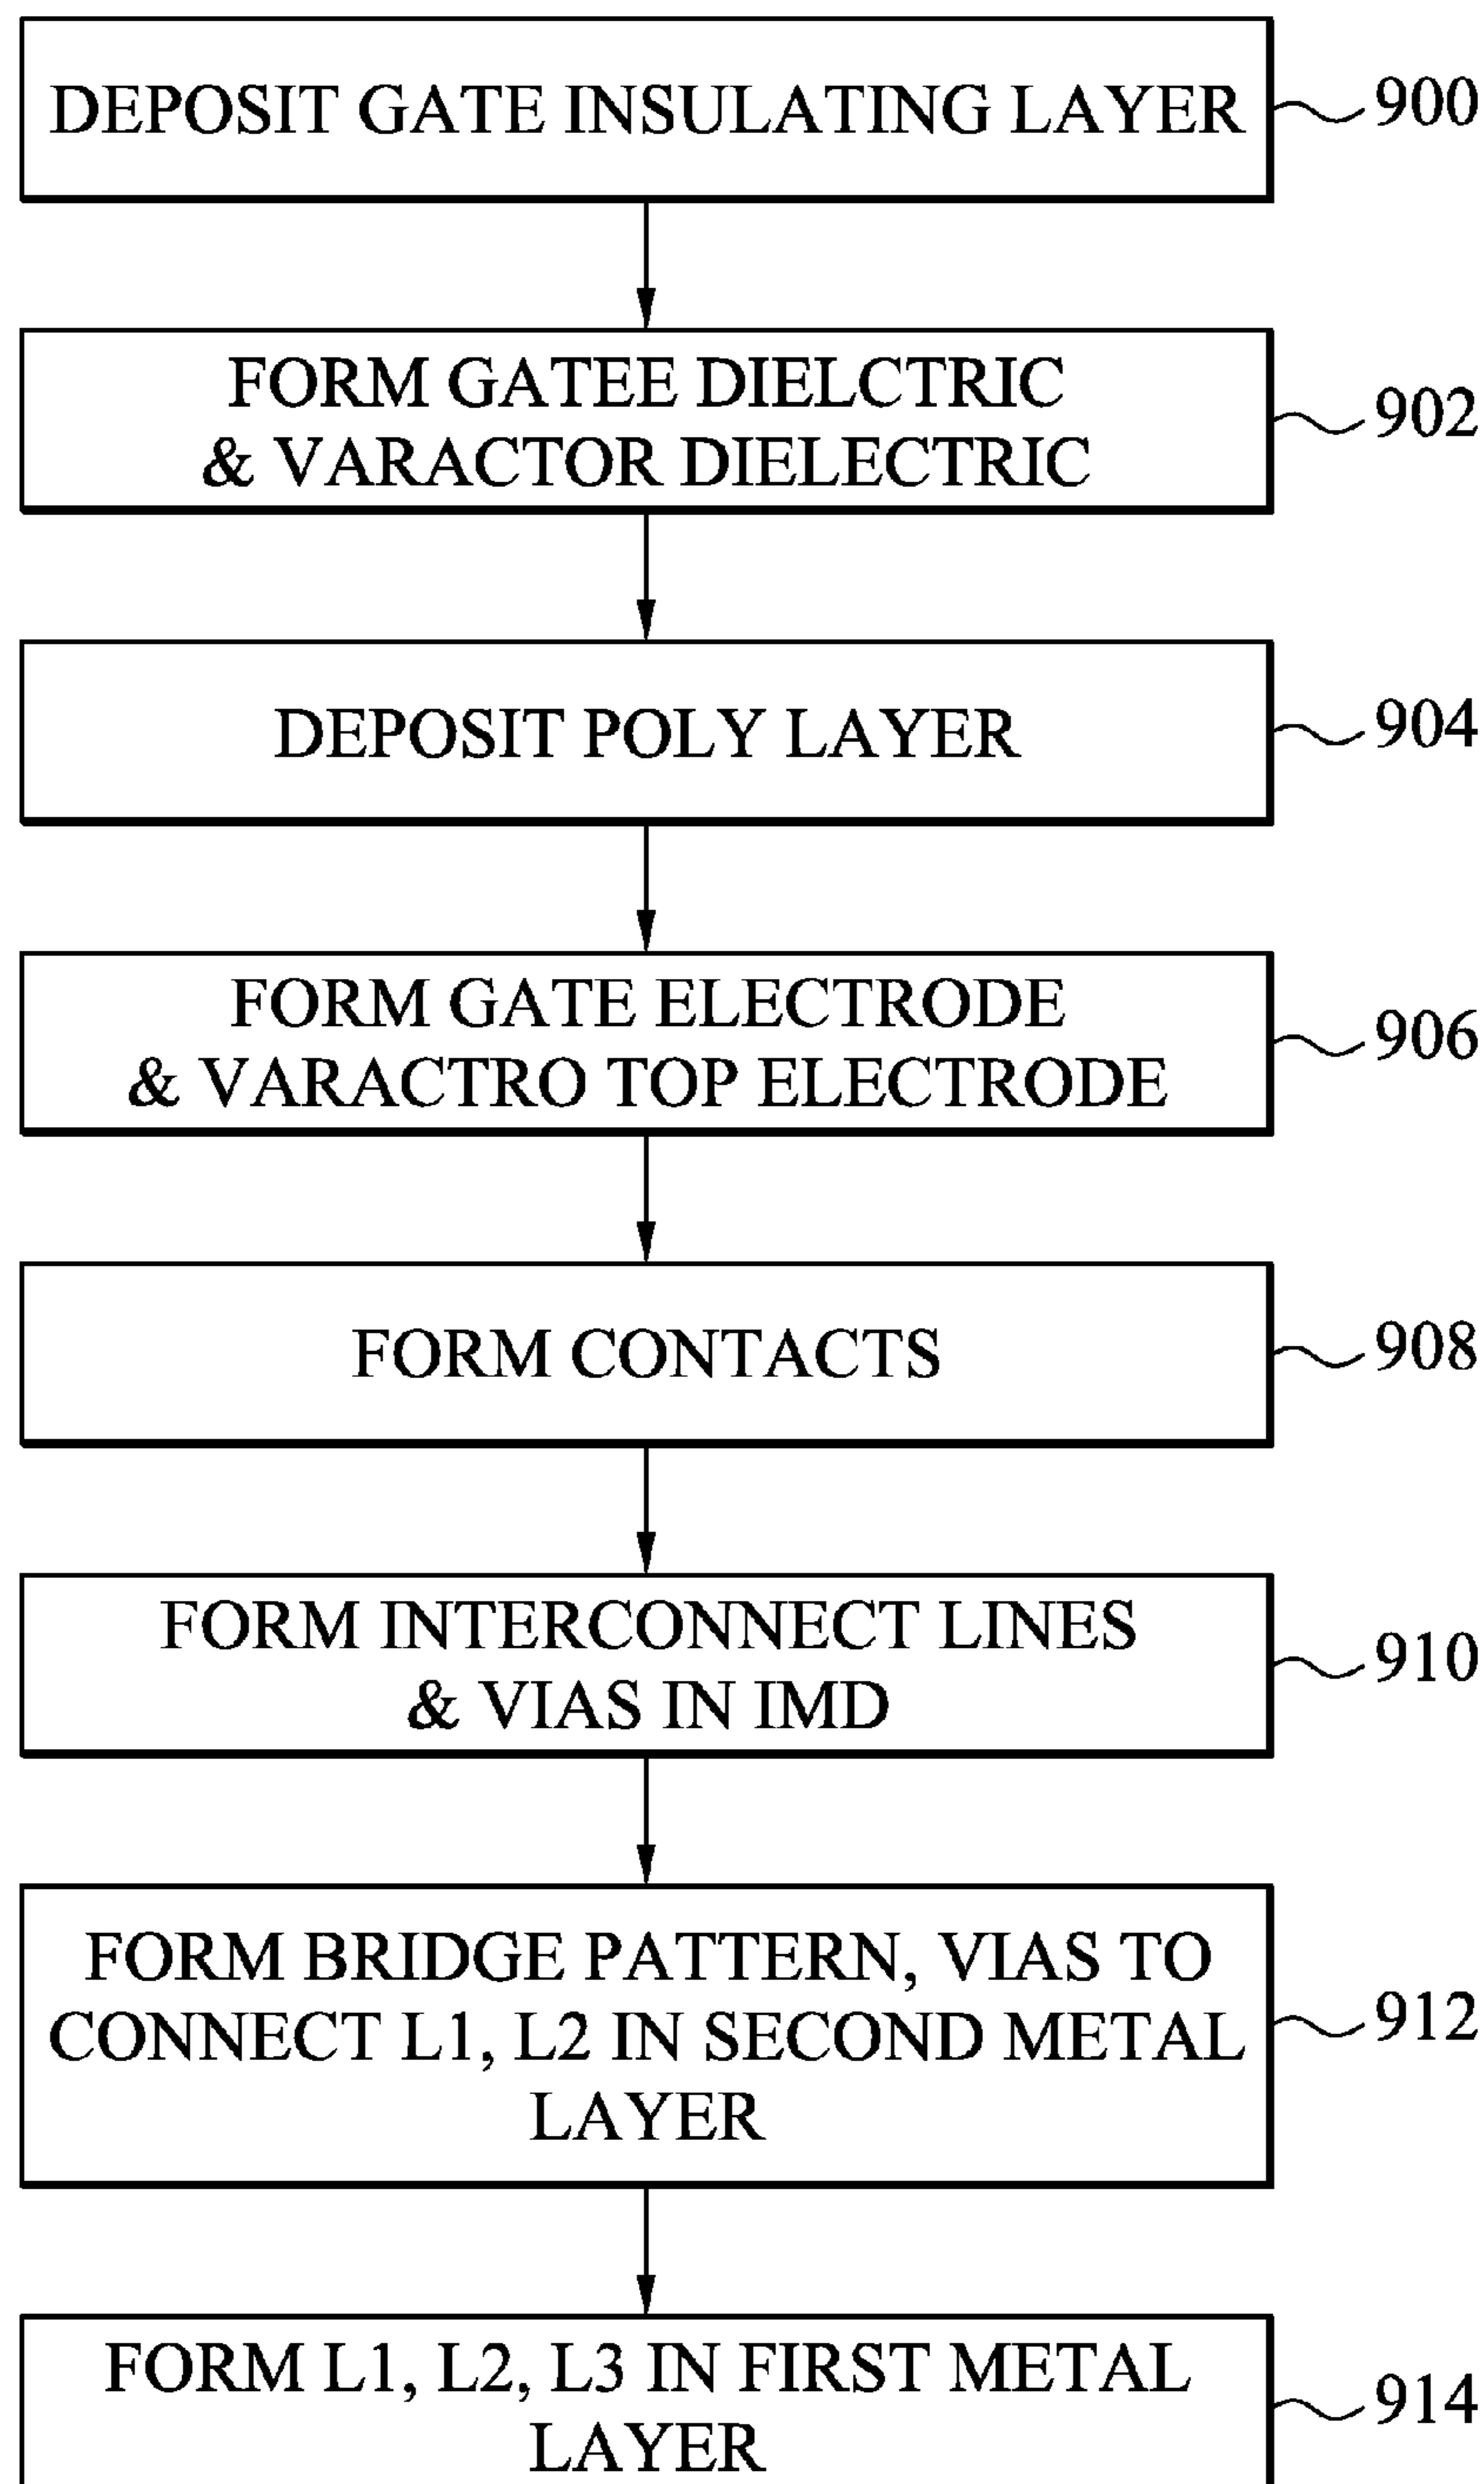 DEPOSIT GATE INSULATING LAYER
900
FORM GATEE DIELCTRIC
& VARACTOR DIELECTRIC
902
DEPOSIT POLY LAYER
904
FORM GATE ELECTRODE
& VARACTRO TOP ELECTRODE
906
FORM CONTACTS
908
FORM INTERCONNECT LINES
& VIAS IN IMD
910
FORM BRIDGE PATTERN, VIAS TO
CONNECT L1, L2 IN SECOND METAL
LAYER
912
FORM L1, L2, L3 IN FIRST METAL
LAYER
914